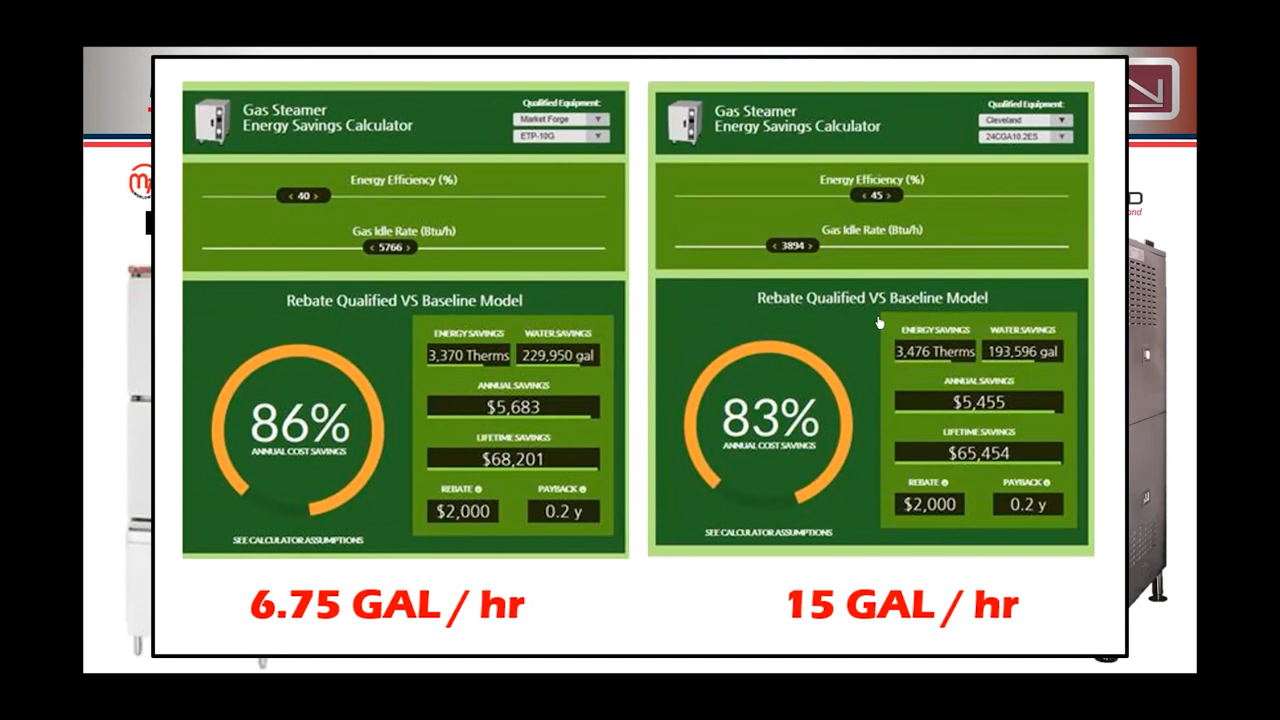 Gas Steamer
Energy Savings Calculator
Qualified Equipment:
Market Forge
ETP-10G
Energy Efficiency (%)
< 40 >
Gas Idle Rate (Btu/h)
< 5766 >
Rebate Qualified VS Baseline Model
86%
ANNUAL COST SAVINGS
ENERGY SAVINGS WATER SAVINGS
3,370 Therms 229,950 gal
ANNUAL SAVINGS
$5,683
LIFETIME SAVINGS
$68,201
REBATE PAYBACK
$2,000 0.2 y
SEE CALCULATOR ASSUMPTIONS
6.75 GAL / hr
Gas Steamer
Energy Savings Calculator
Qualified Equipment:
Cleveland
24CGA10.2ES
Energy Efficiency (%)
< 45 >
Gas Idle Rate (Btu/h)
< 3894 >
Rebate Qualified VS Baseline Model
83%
ANNUAL COST SAVINGS
ENERGY SAVINGS WATER SAVINGS
3,476 Therms 193,596 gal
ANNUAL SAVINGS
$5,455
LIFETIME SAVINGS
$65,454
REBATE PAYBACK
$2,000 0.2 y
SEE CALCULATOR ASSUMPTIONS
15 GAL / hr